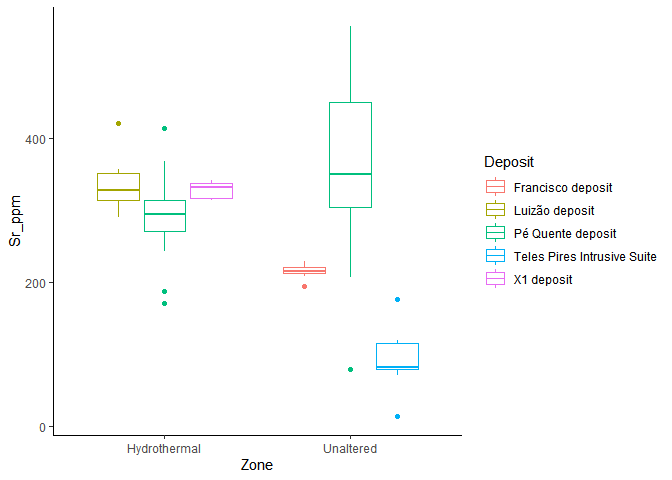 Sr_ppm
400
200
0
Hydrothermal
Unaltered
Zone
Deposit
Francisco deposit
Luizão deposit
Pé Quente deposit
Teles Pires Intrusive Suite
X1 deposit